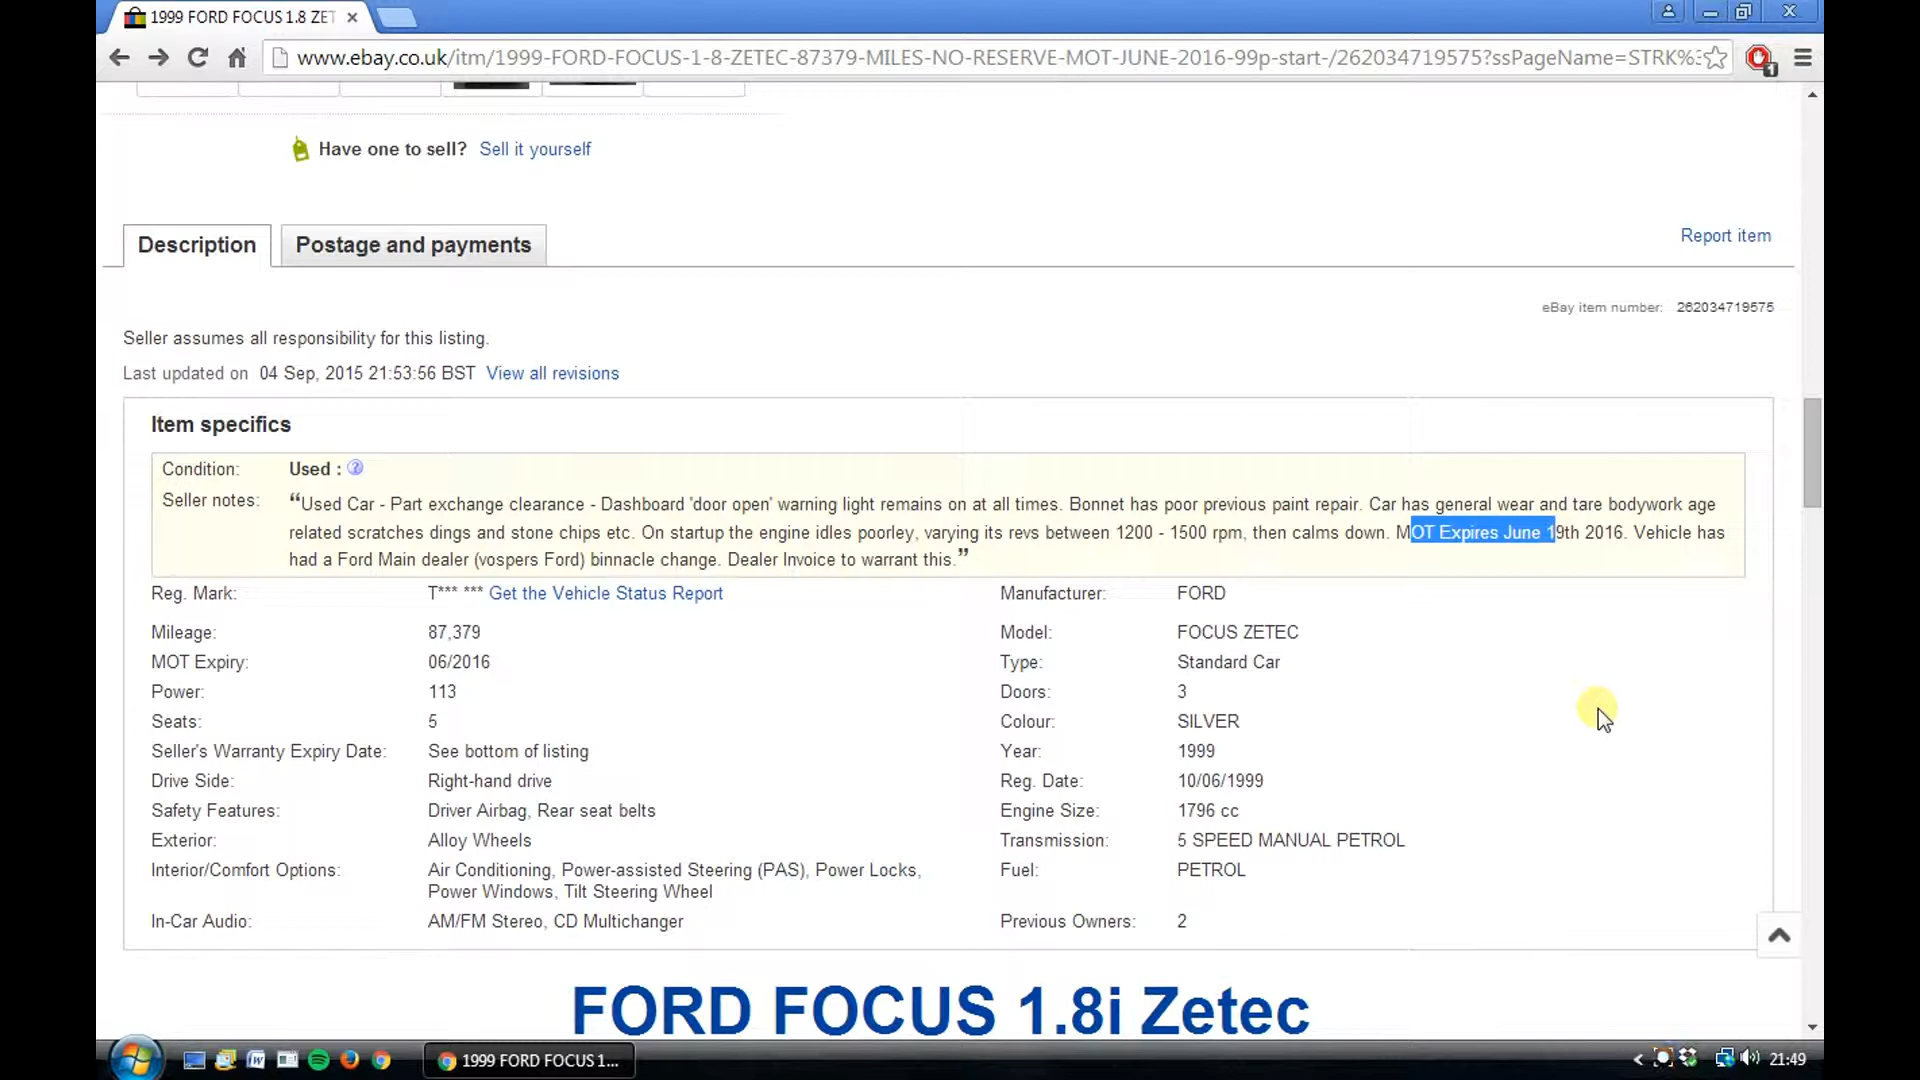 1999 FORD FOCUS 1.8 ZET
www.ebay.co.uk/itm/1999-FORD-FOCUS-1-8-ZETEC-87379-MILES-NO-RESERVE-MOT-JUNE-2016-99p-start-/262034719575?ssPageName=STRK%3
1
Have one to sell? Sell it yourself
Description
Postage and payments
Report item
eBay item number: 262034719575
Seller assumes all responsibility for this listing.
Last updated on 04 Sep, 2015 21:53:56 BST View all revisions
Item specifics
Condition: Used : ?
Seller notes: “Used Car - Part exchange clearance - Dashboard 'door open' warning light remains on at all times. Bonnet has poor previous paint repair. Car has general wear and tare bodywork age
related scratches dings and stone chips etc. On startup the engine idles poorley, varying its revs between 1200 - 1500 rpm, then calms down. MOT Expires June 19th 2016. Vehicle has
had a Ford Main dealer (vospers Ford) binnacle change. Dealer Invoice to warrant this.”
Reg. Mark: T*** *** Get the Vehicle Status Report Manufacturer: FORD
Mileage: 87,379 Model: FOCUS ZETEC
MOT Expiry: 06/2016 Type: Standard Car
Power: 113 Doors: 3
Seats: 5 Colour: SILVER
Seller's Warranty Expiry Date: See bottom of listing Year: 1999
Drive Side: Right-hand drive Reg. Date: 10/06/1999
Safety Features: Driver Airbag, Rear seat belts Engine Size: 1796 cc
Exterior: Alloy Wheels Transmission: 5 SPEED MANUAL PETROL
Interior/Comfort Options: Air Conditioning, Power-assisted Steering (PAS), Power Locks, Fuel: PETROL
Power Windows, Tilt Steering Wheel
In-Car Audio: AM/FM Stereo, CD Multichanger Previous Owners: 2
FORD FOCUS 1.8i Zetec
1999 FORD FOCUS 1...
21:49